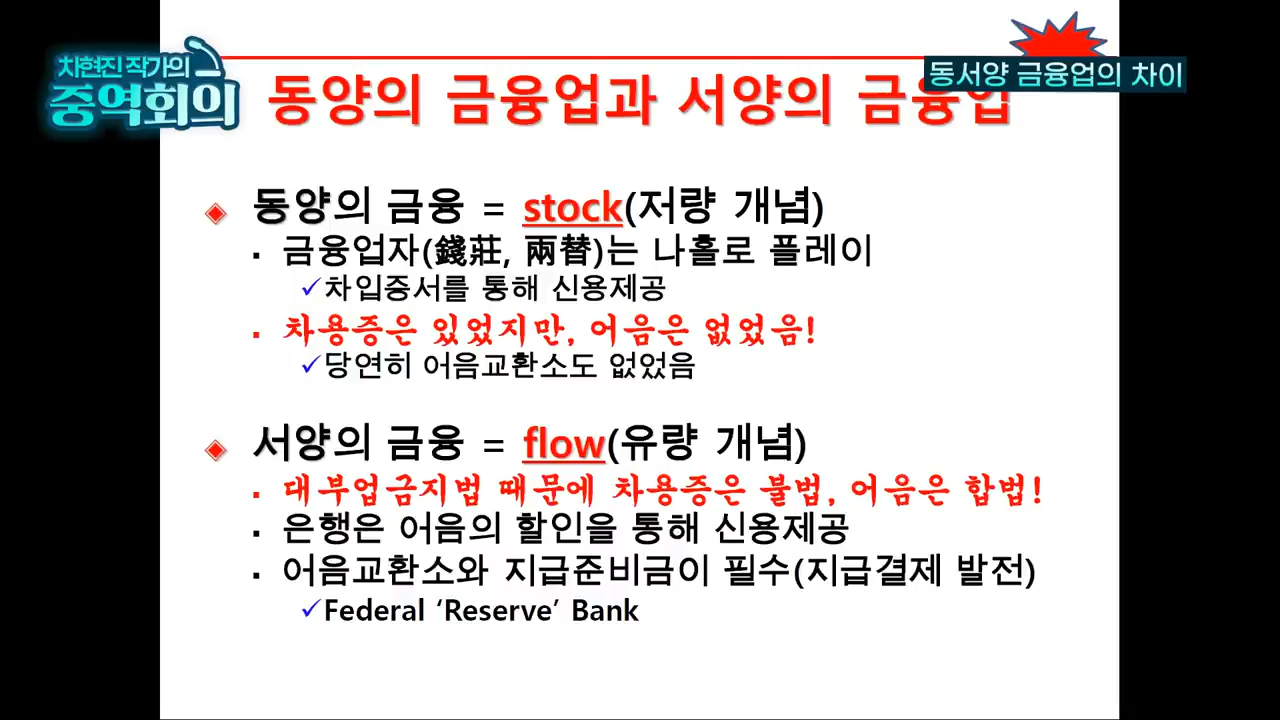 차현진 작가의
중역회의
동서양 금융업의 차이
동양의 금융업과 서양의 금융업
동양의 금융 = stock(저량 개념)
금융업자(錢莊, 兩替)는 나홀로 플레이
✓차입증서를 통해 신용제공
차용증은 있었지만, 어음은 없었음!
✓당연히 어음교환소도 없었음
서양의 금융 = flow(유량 개념)
대부업금지법 때문에 차용증은 불법, 어음은 합법!
은행은 어음의 할인을 통해 신용제공
어음교환소와 지급준비금이 필수(지급결제 발전)
✓Federal ‘Reserve’ Bank